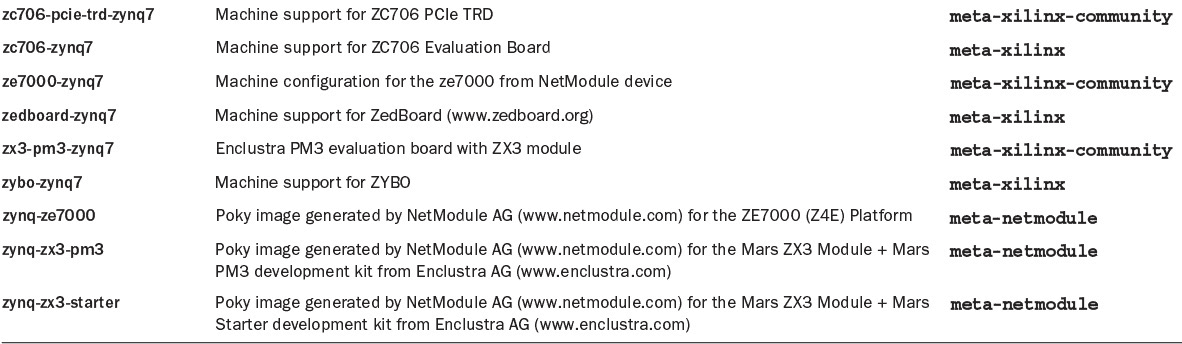 zc706-pcie-trd-zynq7 Machine support for ZC706 PCIe TRD meta-xilinx-community
zc706-zynq7 Machine support for ZC706 Evaluation Board meta-xilinx
ze7000-zynq7 Machine configuration for the ze7000 from NetModule device meta-xilinx-community
zedboard-zynq7 Machine support for ZedBoard (www.zedboard.org) meta-xilinx
zx3-pm3-zynq7 Enclustra PM3 evaluation board with ZX3 module meta-xilinx-community
zybo-zynq7 Machine support for ZYBO meta-xilinx
zynq-ze7000 Poky image generated by NetModule AG (www.netmodule.com) for the ZE7000 (Z4E) Platform meta-netmodule
zynq-zx3-pm3 Poky image generated by NetModule AG (www.netmodule.com) for the Mars ZX3 Module + Mars meta-netmodule
PM3 development kit from Enclustra AG (www.enclustra.com)
zynq-zx3-starter Poky image generated by NetModule AG (www.netmodule.com) for the Mars ZX3 Module + Mars meta-netmodule
Starter development kit from Enclustra AG (www.enclustra.com)